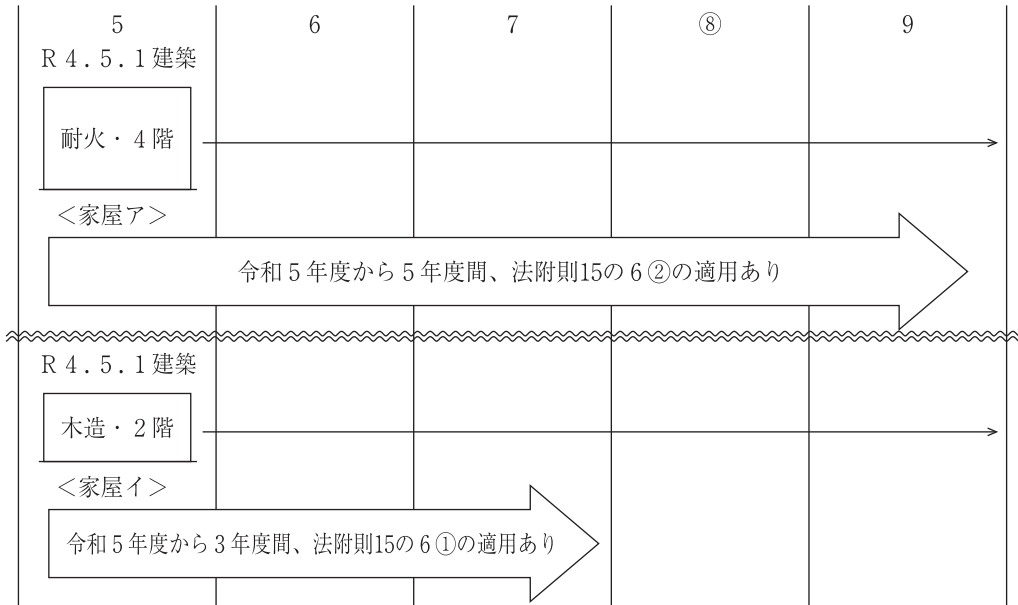 5 6 7 ⑧ 9
Ｒ４.５.１建築
耐火・４階
＜家屋ア＞
令和５年度から５年度間、法附則15の６②の適用あり
Ｒ４.５.１建築
木造・２階
＜家屋イ＞
令和５年度から３年度間、法附則15の６①の適用あり